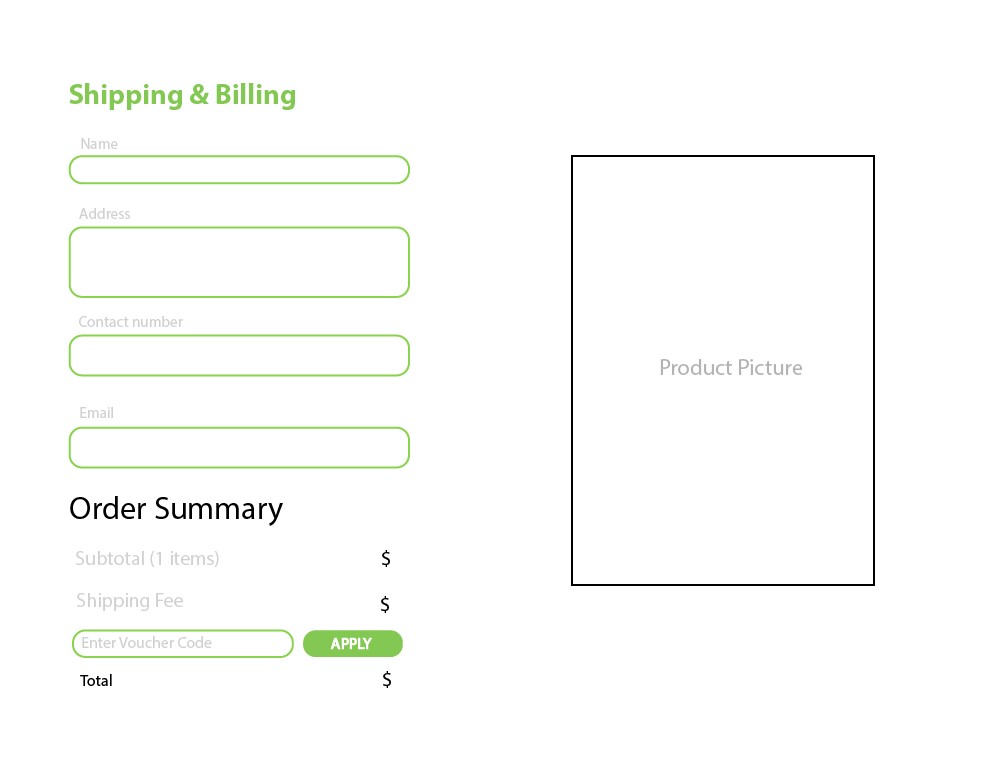 Shipping & Billing
Name
Address
Contact number
Email
Product Picture
Order Summary
Subtotal (1 items) $
Shipping Fee $
Enter Voucher Code APPLY
Total $